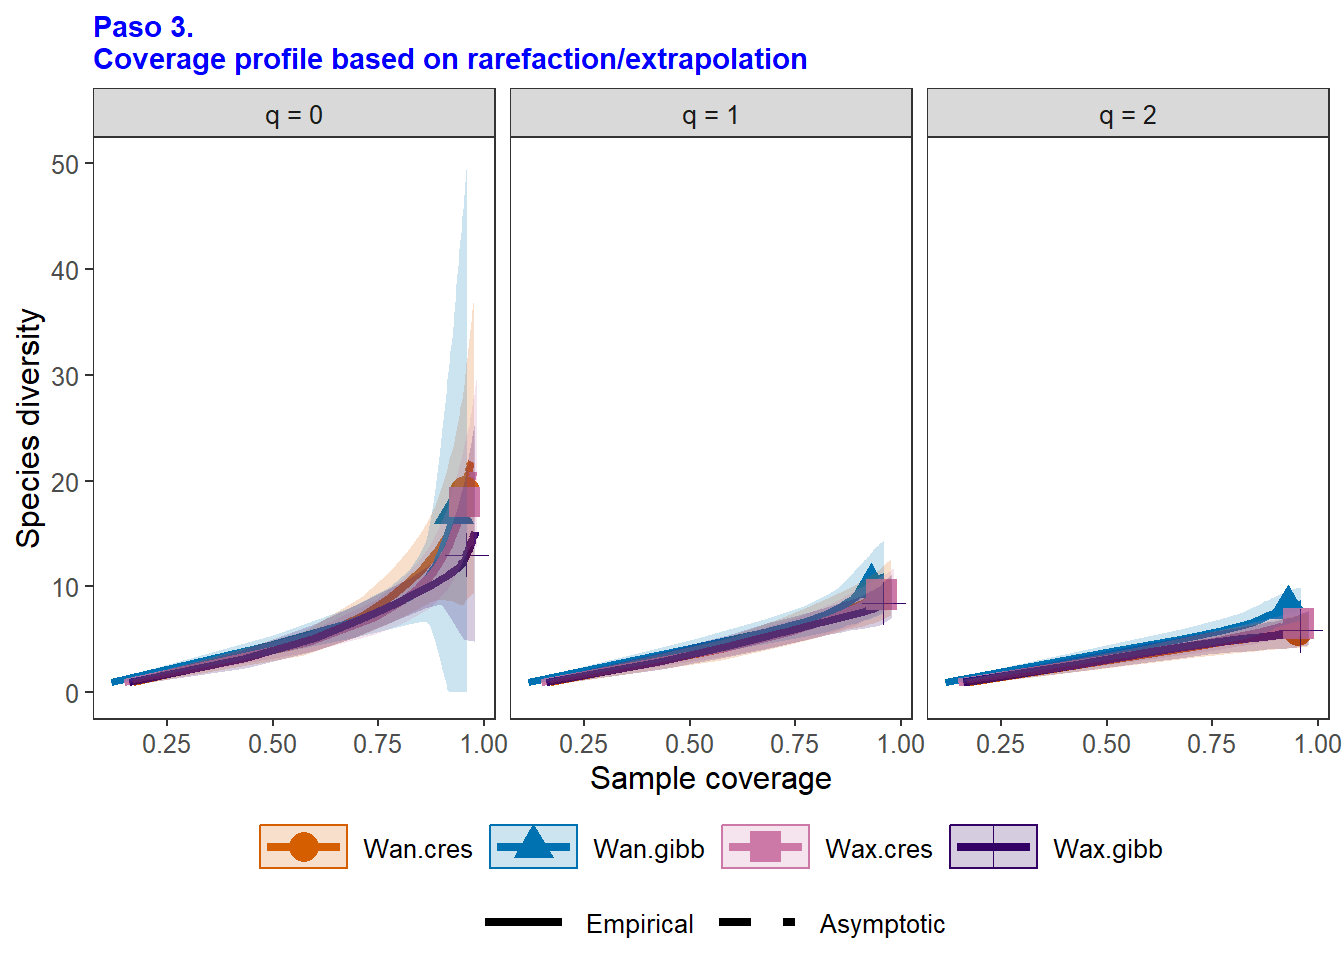 Paso 3.
Coverage profile based on rarefaction/extrapolation
q = 0
q = 1
q = 2
Species diversity
50
40
30
20
10
0
0.25 0.50 0.75 1.00
0.25 0.50 0.75 1.00
0.25 0.50 0.75 1.00
Sample coverage
Wan.cres Wan.gibb Wax.cres Wax.gibb
Empirical Asymptotic